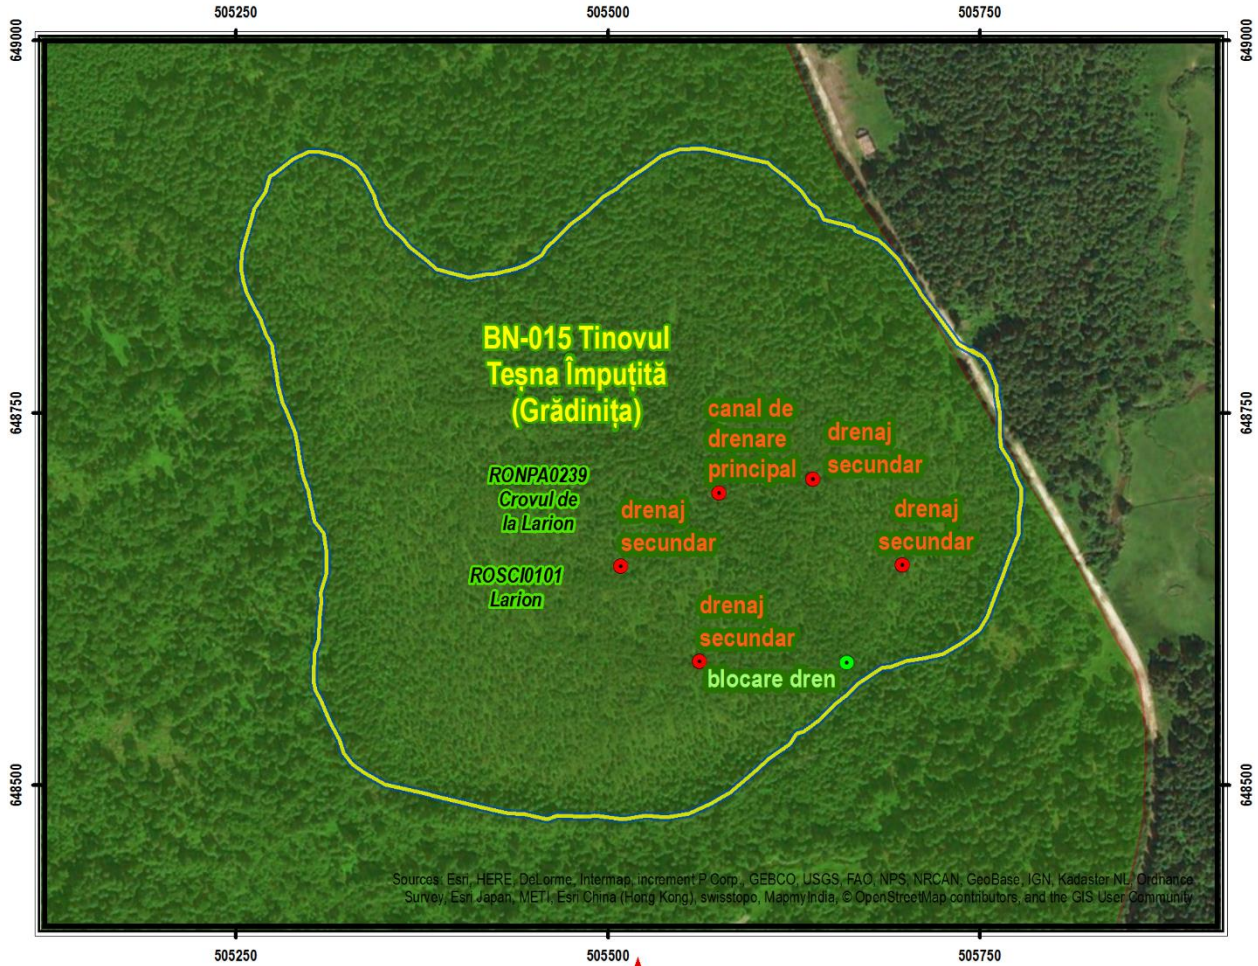 505250
505500
505750
649000
649000
BN-015 Tinovul
Teșna Împuțită
(Grădinița)
648750
648750
canal de
drenare
principal
drenaj
secundar
RONPA0239
Crovul de
la Larion
drenaj
secundar
drenaj
secundar
ROSCI0101
Larion
drenaj
secundar
blocare dren
648500
648500
Sources: Esri, HERE, DeLorme, Intermap, increment P Corp., GEBCO, USGS, FAO, NPS, NRCAN, GeoBase, IGN, Kadaster NL, Ordnance
Survey, Esri Japan, METI, Esri China (Hong Kong), swisstopo, MapmyIndia, © OpenStreetMap contributors, and the GIS User Community
505250
505500
505750